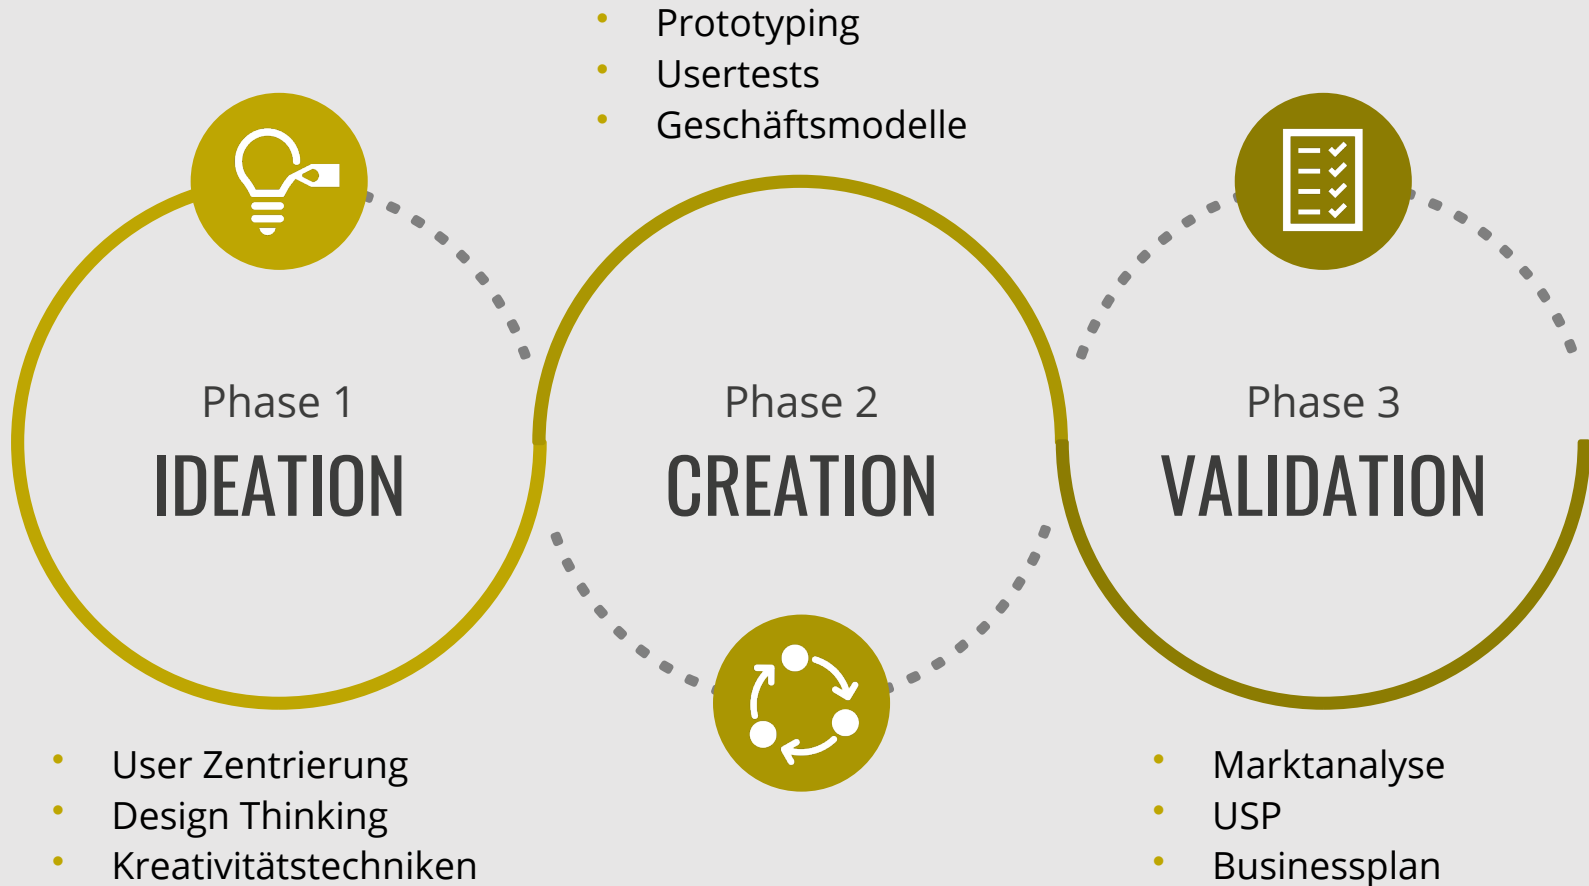 Phase 1
IDEATION
User Zentrierung
Design Thinking
Kreativitätstechniken
Prototyping
Usertests
Geschäftsmodelle
Phase 2
CREATION
Phase 3
VALIDATION
Marktanalyse
USP
Businessplan